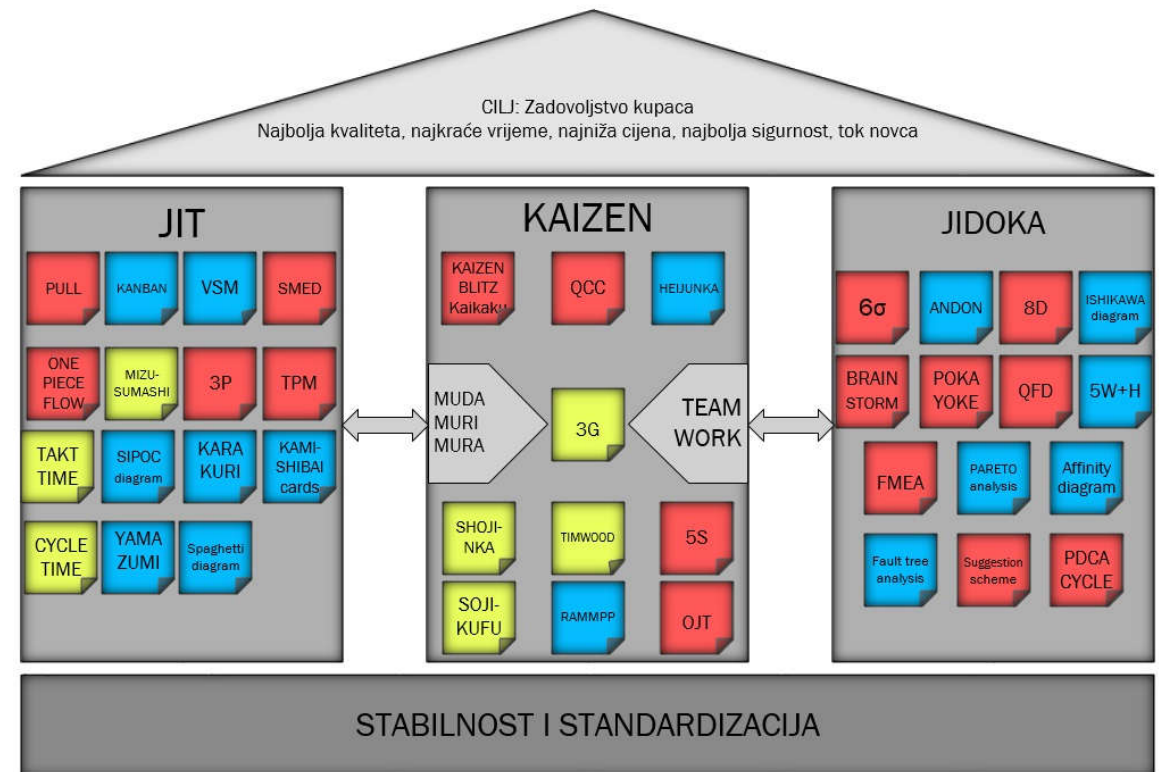 CILJ: Zadovoljstvo kupaca
Najbolja kvaliteta, najkraće vrijeme, najniža cijena, najbolja sigurnost, tok novca
JIT
PULL
KANBAN
VSM
SMED
ONE
PIECE
FLOW
MIZU-
SUMASHI
3P
TPM
TAKT
TIME
SIPOC
diagram
KARA
KURI
KAMI-
SHIBAI
cards
CYCLE
TIME
YAMA
ZUMI
Spaghetti
diagram
KAIZEN
KAIZEN
BLITZ
Kaikaku
QCC
HEIJUNKA
MUDA
MURI
MURA
3G
TEAM
WORK
SHOJI-
NKA
TIMWOOD
5S
SOJI-
KUFU
RAMMPP
OJT
JIDOKA
6σ
ANDON
8D
ISHIKAWA
diagram
BRAIN
STORM
POKA
YOKE
QFD
5W+H
FMEA
PARETO
analysis
Affinity
diagram
Fault tree
analysis
Suggestion
scheme
PDCA
CYCLE
STABILNOST I STANDARDIZACIJA